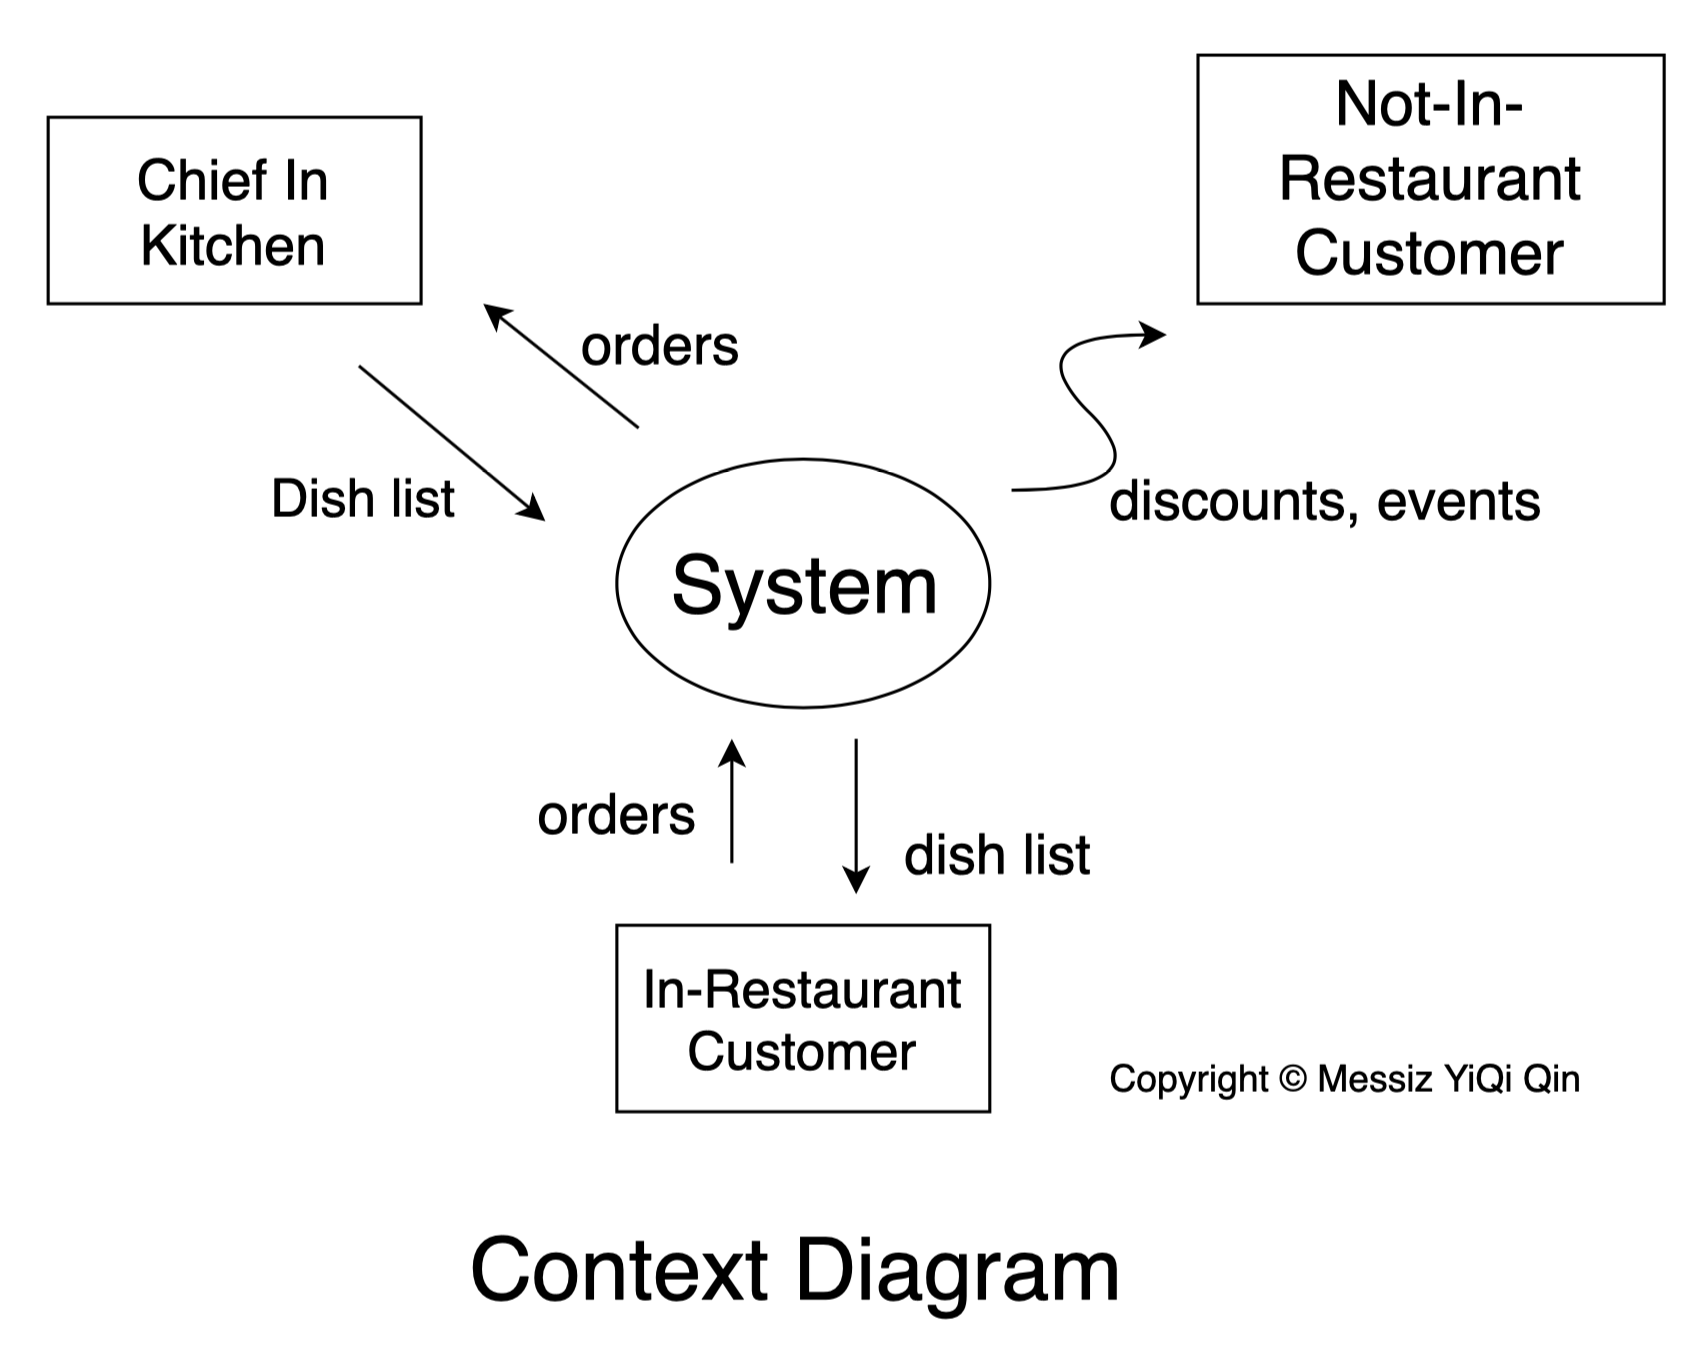 Chief In
Kitchen
Not-In-
Restaurant
Customer
orders
Dish list
discounts, events
System
orders
dish list
In-Restaurant
Customer
Copyright © Messiz YiQi Qin
Context Diagram